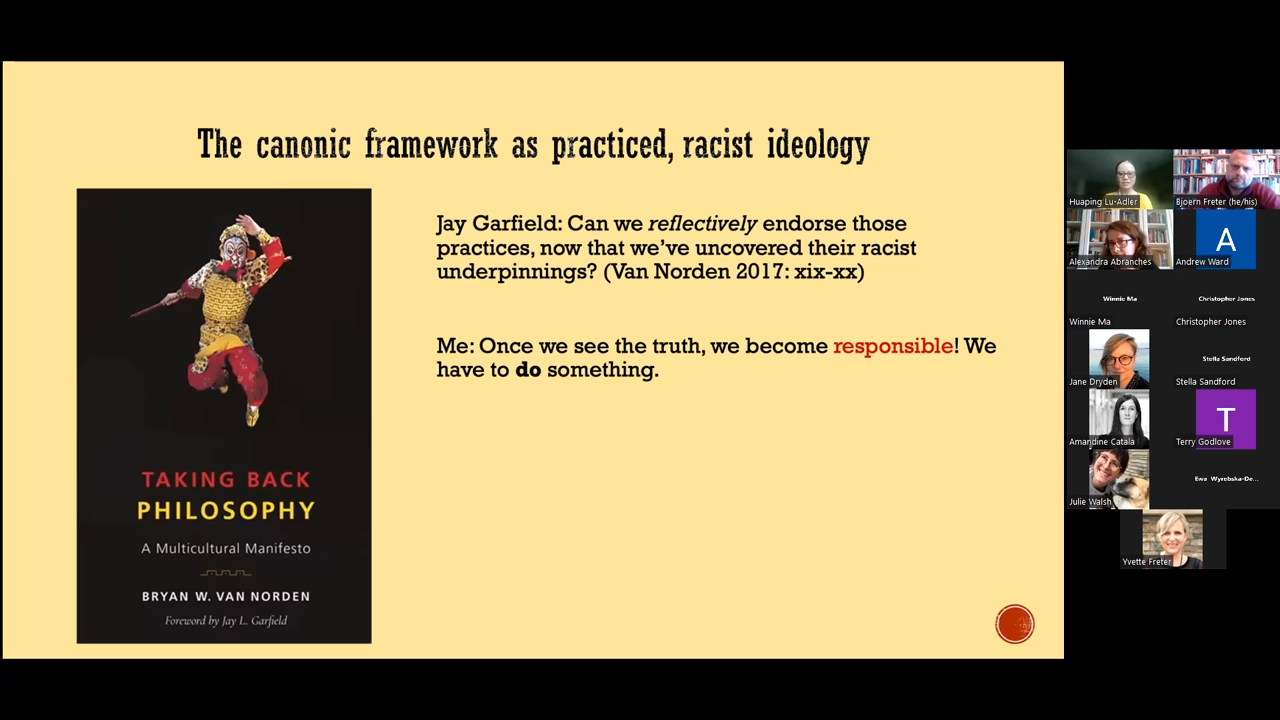 The canonic framework as practiced, racist ideology
Jay Garfield: Can we reflectively endorse those
practices, now that we've uncovered their racist
underpinnings? (Van Norden 2017: xix-xx)
Me: Once we see the truth, we become responsible! We
have to do something.
TAKING BACK
PHILOSOPHY
A Multicultural Manifesto
BRYAN W. VAN NORDEN
Foreword by Jay L. Garfield
Huaping Lu-Adler
Bjoern Freter (he/his)
Alexandra Abranches
A
Andrew Ward
Winnie Ma
Winnie Ma
Christopher Jones
Christopher Jones
Jane Dryden
Stella Sandford
Stella Sandford
Amandine Catala
T
Terry Godlove
Julie Walsh
Ewa Wyrebska-De...
Yvette Freter